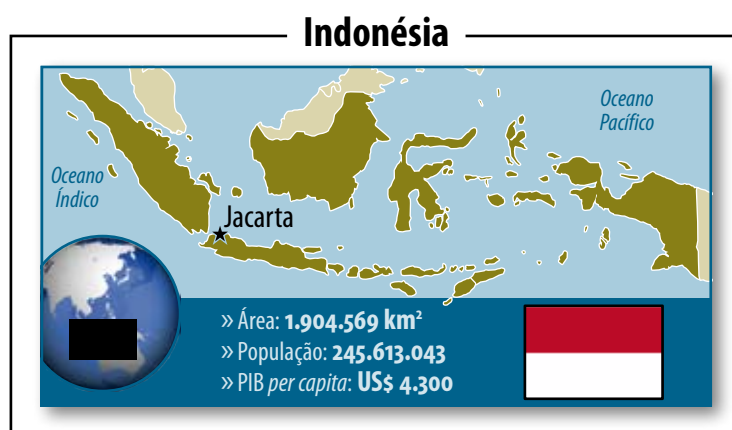 Indonésia
Oceano
Pacífico
Oceano
Índico
Jacarta
» Área: 1.904.569 km²
» População: 245.613.043
» PIB per capita: US$ 4.300